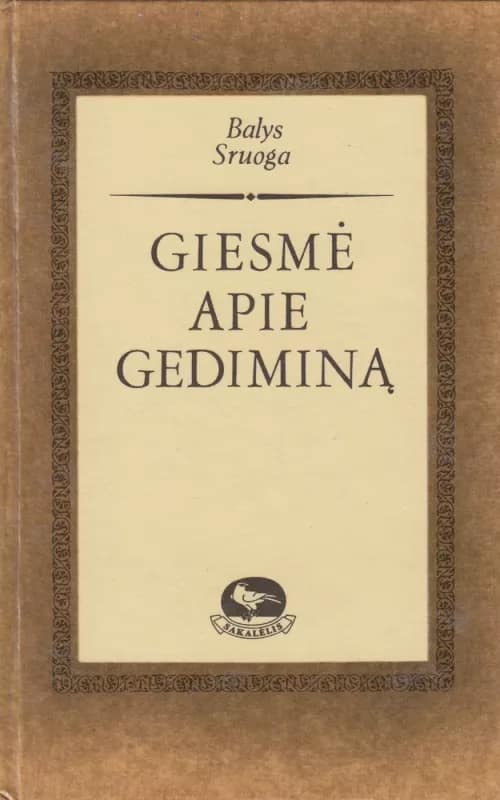 Balys
Sruoga
GIESMĖ
APIE
GEDIMINĄ
SAKALĖLIS